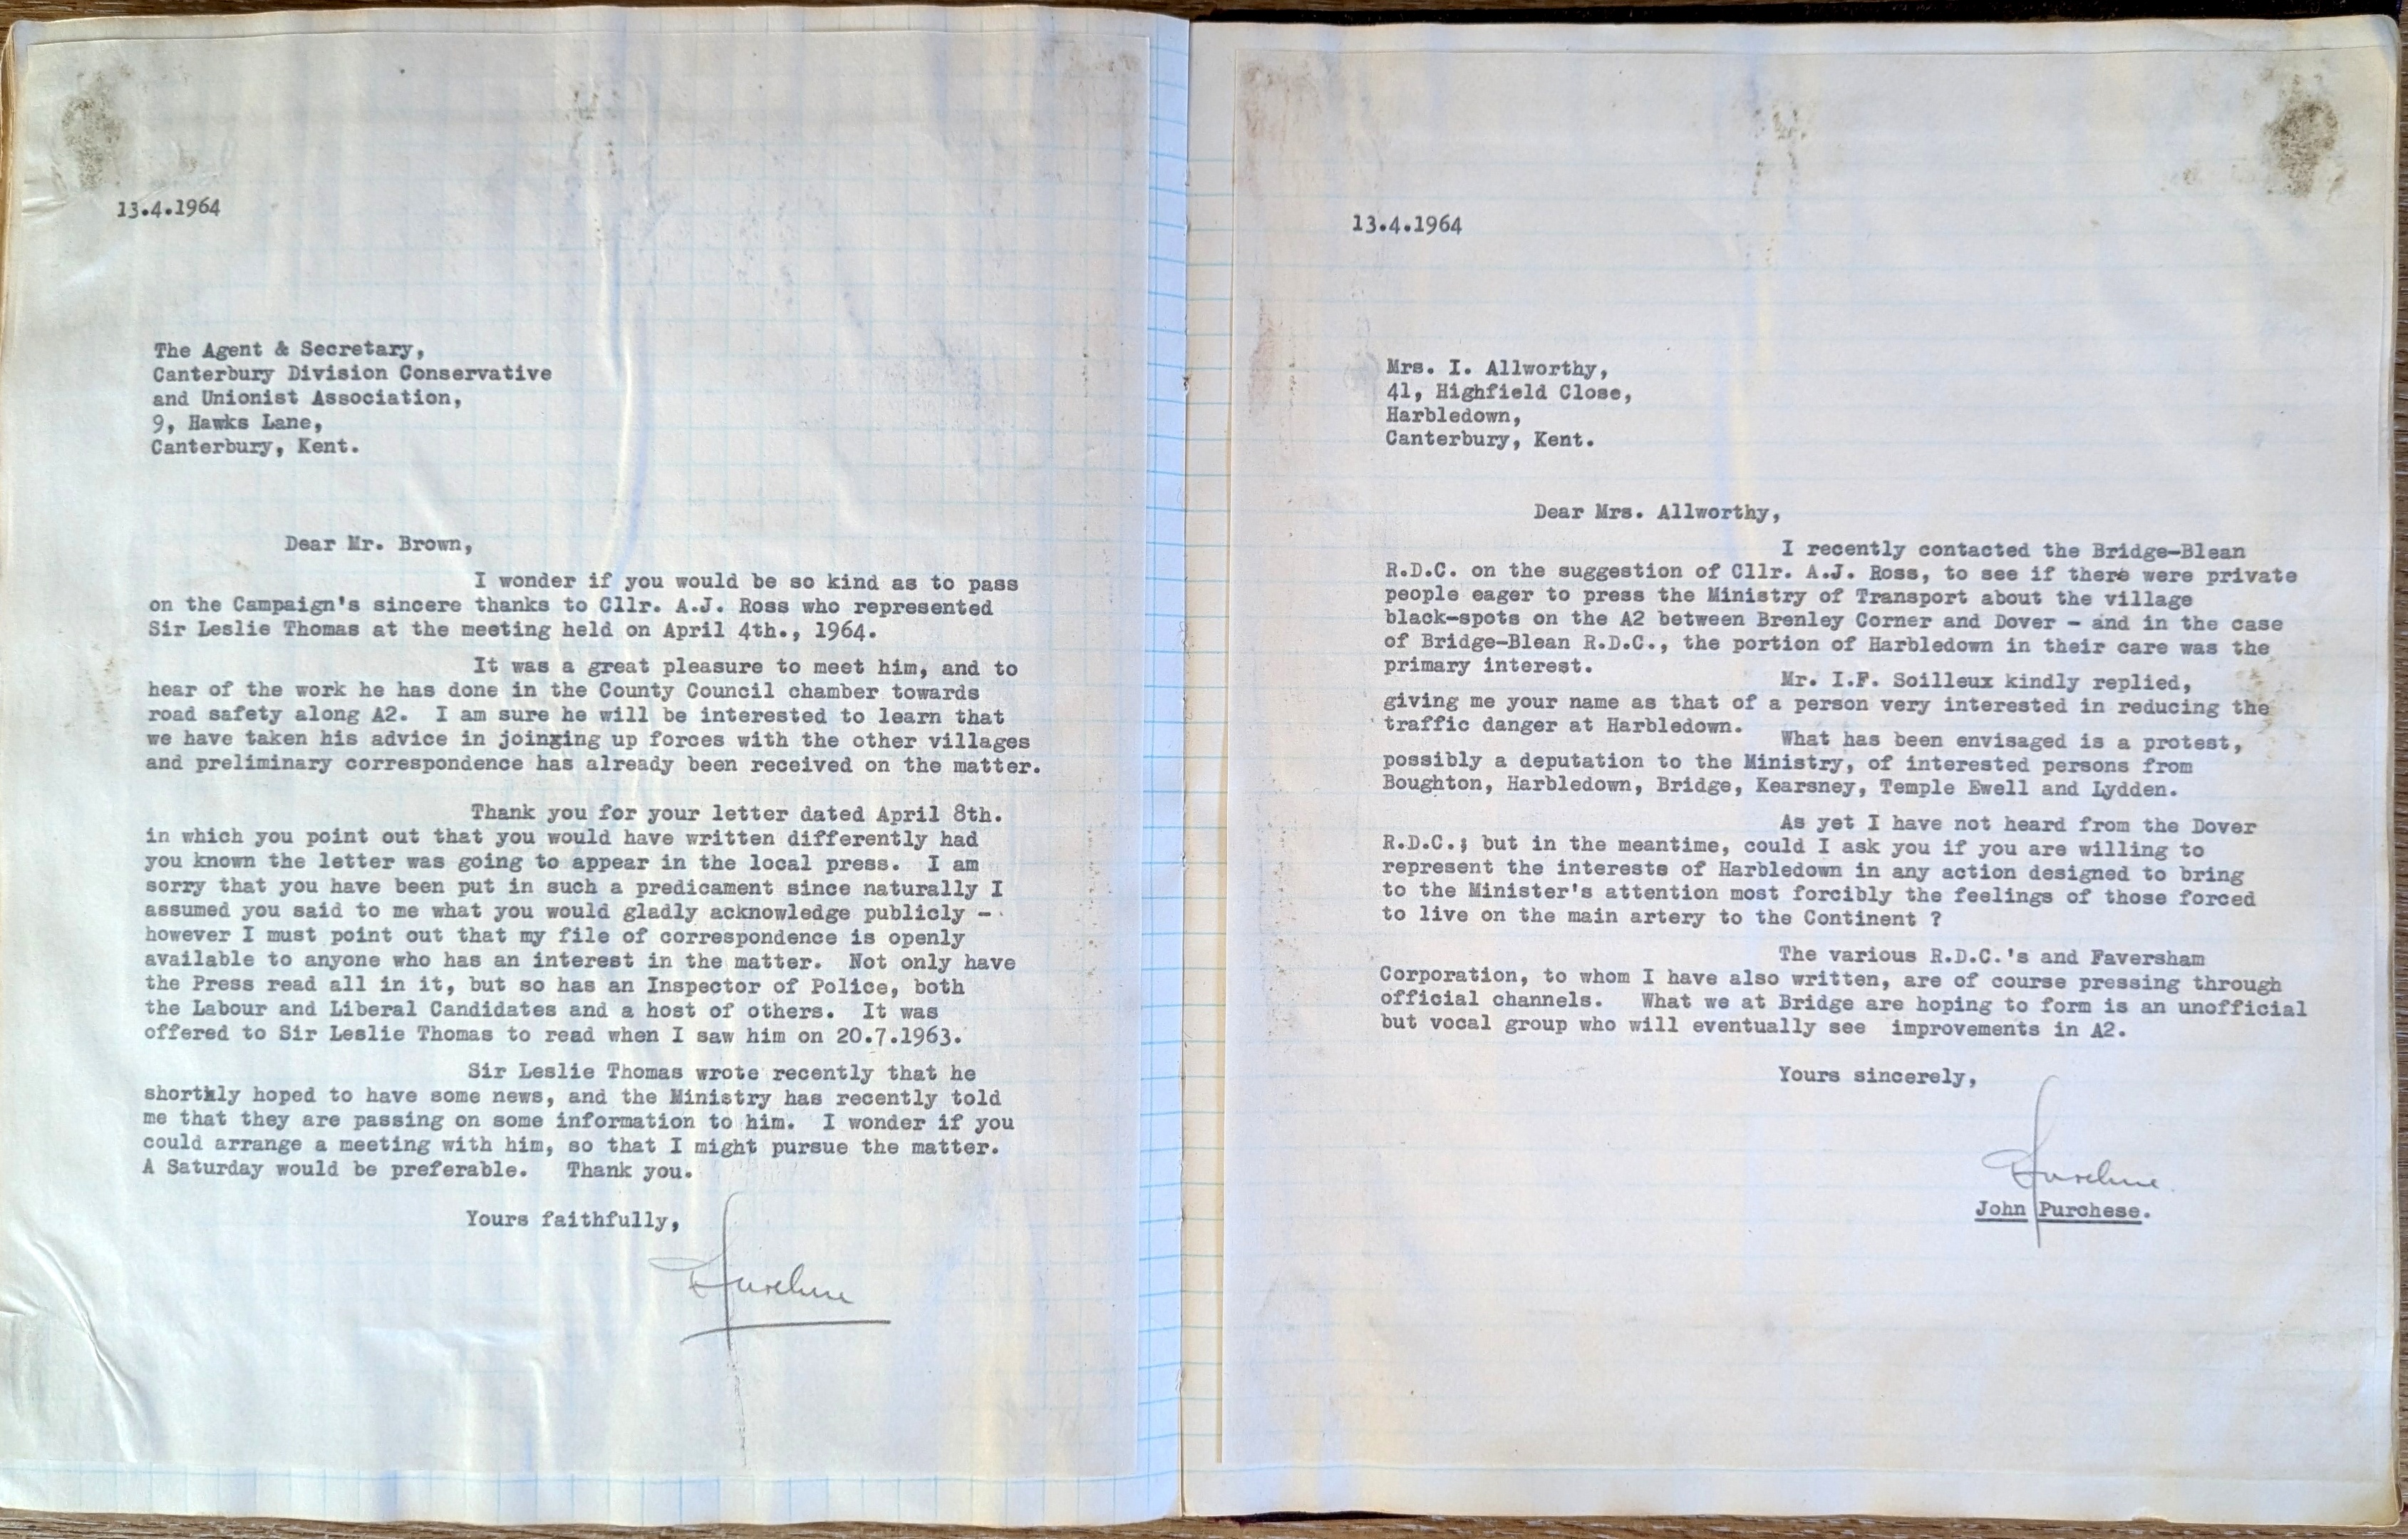 13.4.1964
The Agent & Secretary,
Canterbury Division Conservative
and Unionist Association,
9, Hawks Lane,
Canterbury, Kent.
Dear Mr. Brown,
I wonder if you would be so kind as to pass
on the Campaign's sincere thanks to Cllr. A.J. Ross who represented
Sir Leslie Thomas at the meeting held on April 4th., 1964.
It was a great pleasure to meet him, and to
hear of the work he has done in the County Council chamber towards
road safety along A2. I am sure he will be interested to learn that
we have taken his advice in joining up forces with the other villages
and preliminary correspondence has already been received on the matter.
Thank you for your letter dated April 8th.
in which you point out that you would have written differently had
you known the letter was going to appear in the local press. I am
sorry that you have been put in such a predicament since naturally I
assumed you said to me what you would gladly acknowledge publicly -
however I must point out that my file of correspondence is openly
available to anyone who has an interest in the matter. Not only have
the Press read all in it, but so has an Inspector of Police, both
the Labour and Liberal Candidates and a host of others. It was
offered to Sir Leslie Thomas to read when I saw him on 20.7.1963.
Sir Leslie Thomas wrote recently that he
shortly hoped to have some news, and the Ministry has recently told
me that they are passing on some information to him. I wonder if you
could arrange a meeting with him, so that I might pursue the matter.
A Saturday would be preferable. Thank you.
Yours faithfully,
13.4.1964
Mrs. I. Allworthy,
41, Highfield Close,
Harbledown,
Canterbury, Kent.
Dear Mrs. Allworthy,
I recently contacted the Bridge-Blean
R.D.C. on the suggestion of Cllr. A.J. Ross, to see if there were private
people eager to press the Ministry of Transport about the village
black-spots on the A2 between Brenley Corner and Dover - and in the case
of Bridge-Blean R.D.C., the portion of Harbledown in their care was the
primary interest.
Mr. I.F. Soilleux kindly replied,
giving me your name as that of a person very interested in reducing the
traffic danger at Harbledown.
What has been envisaged is a protest,
possibly a deputation to the Ministry, of interested persons from
Boughton, Harbledown, Bridge, Kearsney, Temple Ewell and Lydden.
As yet I have not heard from the Dover
R.D.C.; but in the meantime, could I ask you if you are willing to
represent the interests of Harbledown in any action designed to bring
to the Minister's attention most forcibly the feelings of those forced
to live on the main artery to the Continent ?
The various R.D.C.'s and Faversham
Corporation, to whom I have also written, are of course pressing through
official channels. What we at Bridge are hoping to form is an unofficial
but vocal group who will eventually see improvements in A2.
Yours sincerely,
John Purchese.